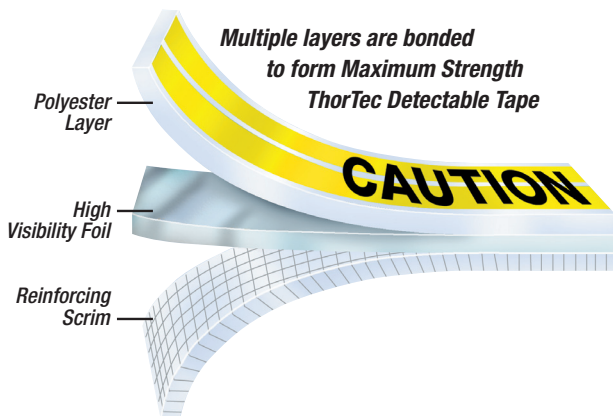 Multiple layers are bonded
to form Maximum Strength
ThorTec Detectable Tape
Polyester
Layer
CAUTION
High
Visibility Foil
Reinforcing
Scrim